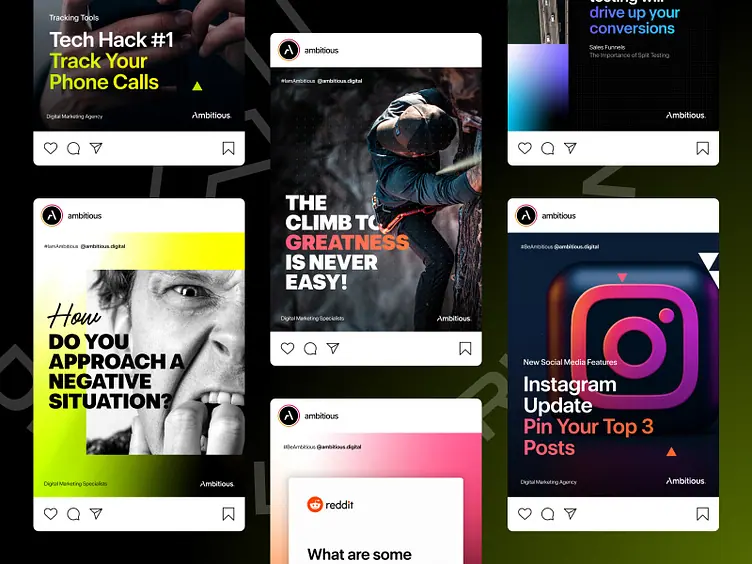 Tracking Tools
Tech Hack #1
Track Your
Phone Calls
Digital Marketing Agency
Ambitious.
ambitious
#IamAmbitious @ambitious.digital
How
DO YOU
APPROACH A
NEGATIVE
SITUATION?
Digital Marketing Specialists
Ambitious.
ambitious
#IamAmbitious @ambitious.digital
THE
CLIMB TO
GREATNESS
IS NEVER
EASY!
Digital Marketing Specialists
Ambitious.
ambitious
#BeAmbitious @ambitious.digital
reddit
What are some
testing will
drive up your
conversions
Sales Funnels
The Importance of Split Testing
Ambitious.
ambitious
#BeAmbitious @ambitious.digital
New Social Media Features
Instagram
Update
Pin Your Top 3
Posts
Digital Marketing Agency
Ambitious.